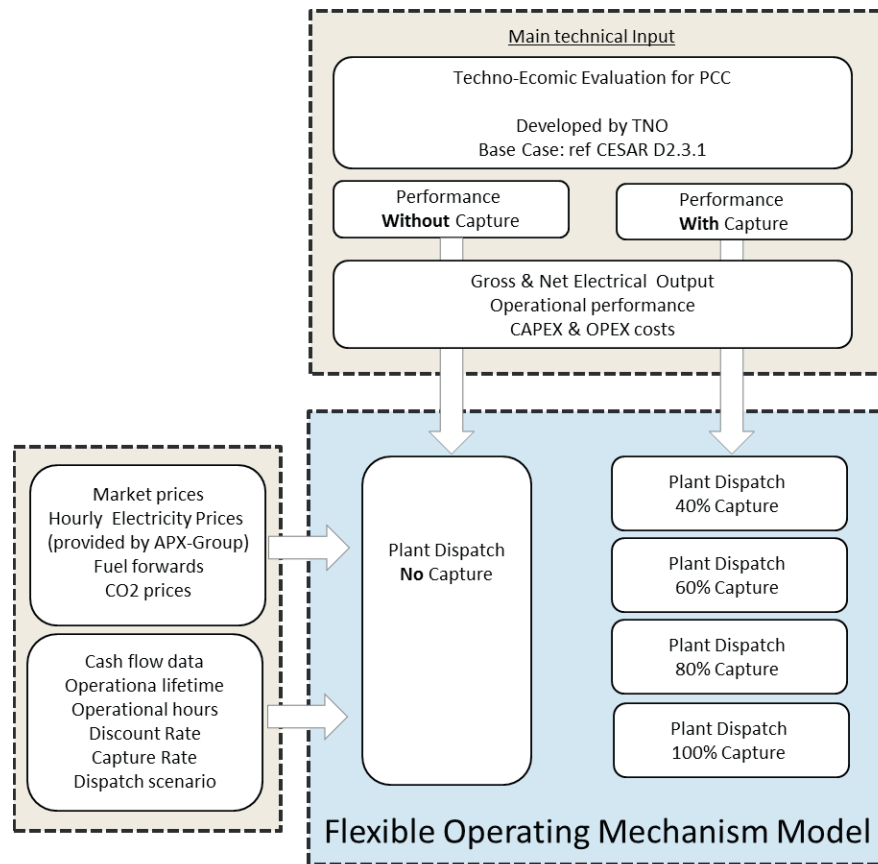 Main technical Input
Techno-Ecomic Evaluation for PCC
Developed by TNO
Base Case: ref CESAR D2.3.1
Performance
Without Capture
Performance
With Capture
Gross & Net Electrical Output
Operational performance
CAPEX & OPEX costs
Market prices
Hourly Electricity Prices
(provided by APX-Group)
Fuel forwards
CO2 prices
Cash flow data
Operationa lifetime
Operational hours
Discount Rate
Capture Rate
Dispatch scenario
Plant Dispatch
No Capture
Plant Dispatch
40% Capture
Plant Dispatch
60% Capture
Plant Dispatch
80% Capture
Plant Dispatch
100% Capture
Flexible Operating Mechanism Model